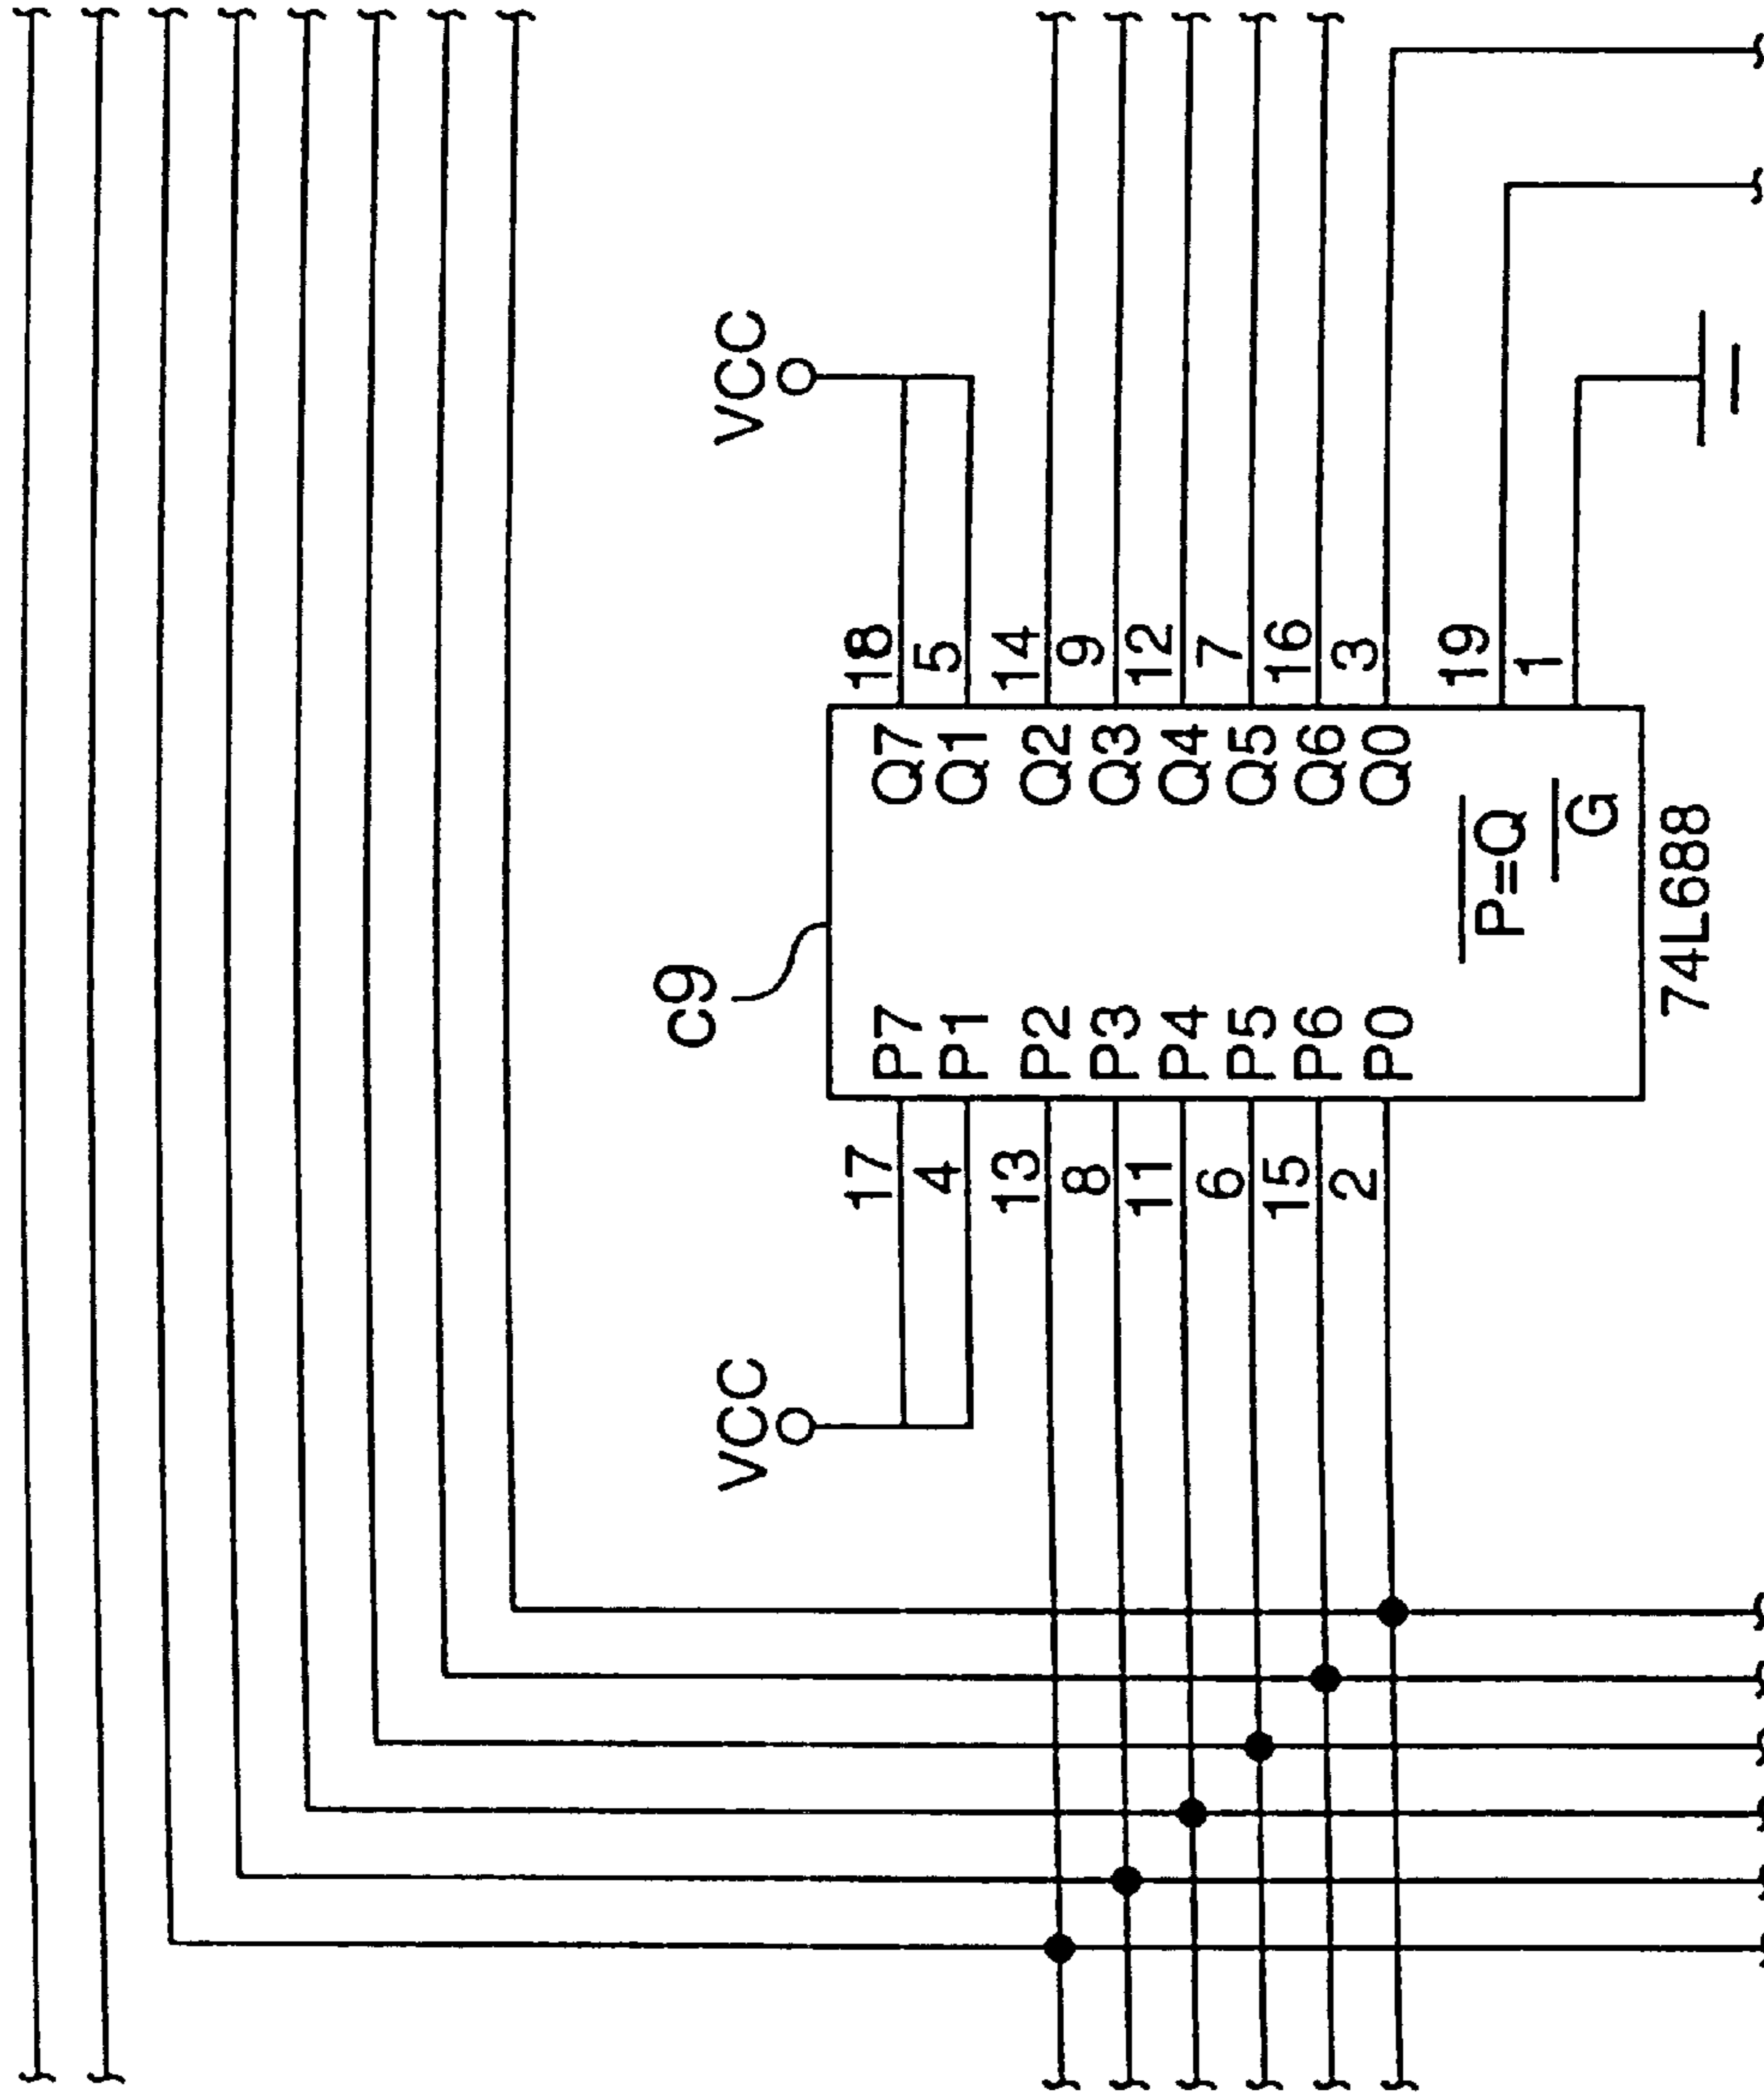 VCC
VCC
C9
17 P7 Q7 18
4 P1 Q1 5
13 P2 Q2 14
8 P3 Q3 9
11 P4 Q4 12
6 P5 Q5 7
15 P6 Q6 16
2 P0 Q0 3
P=Q 19
G 1
74L688